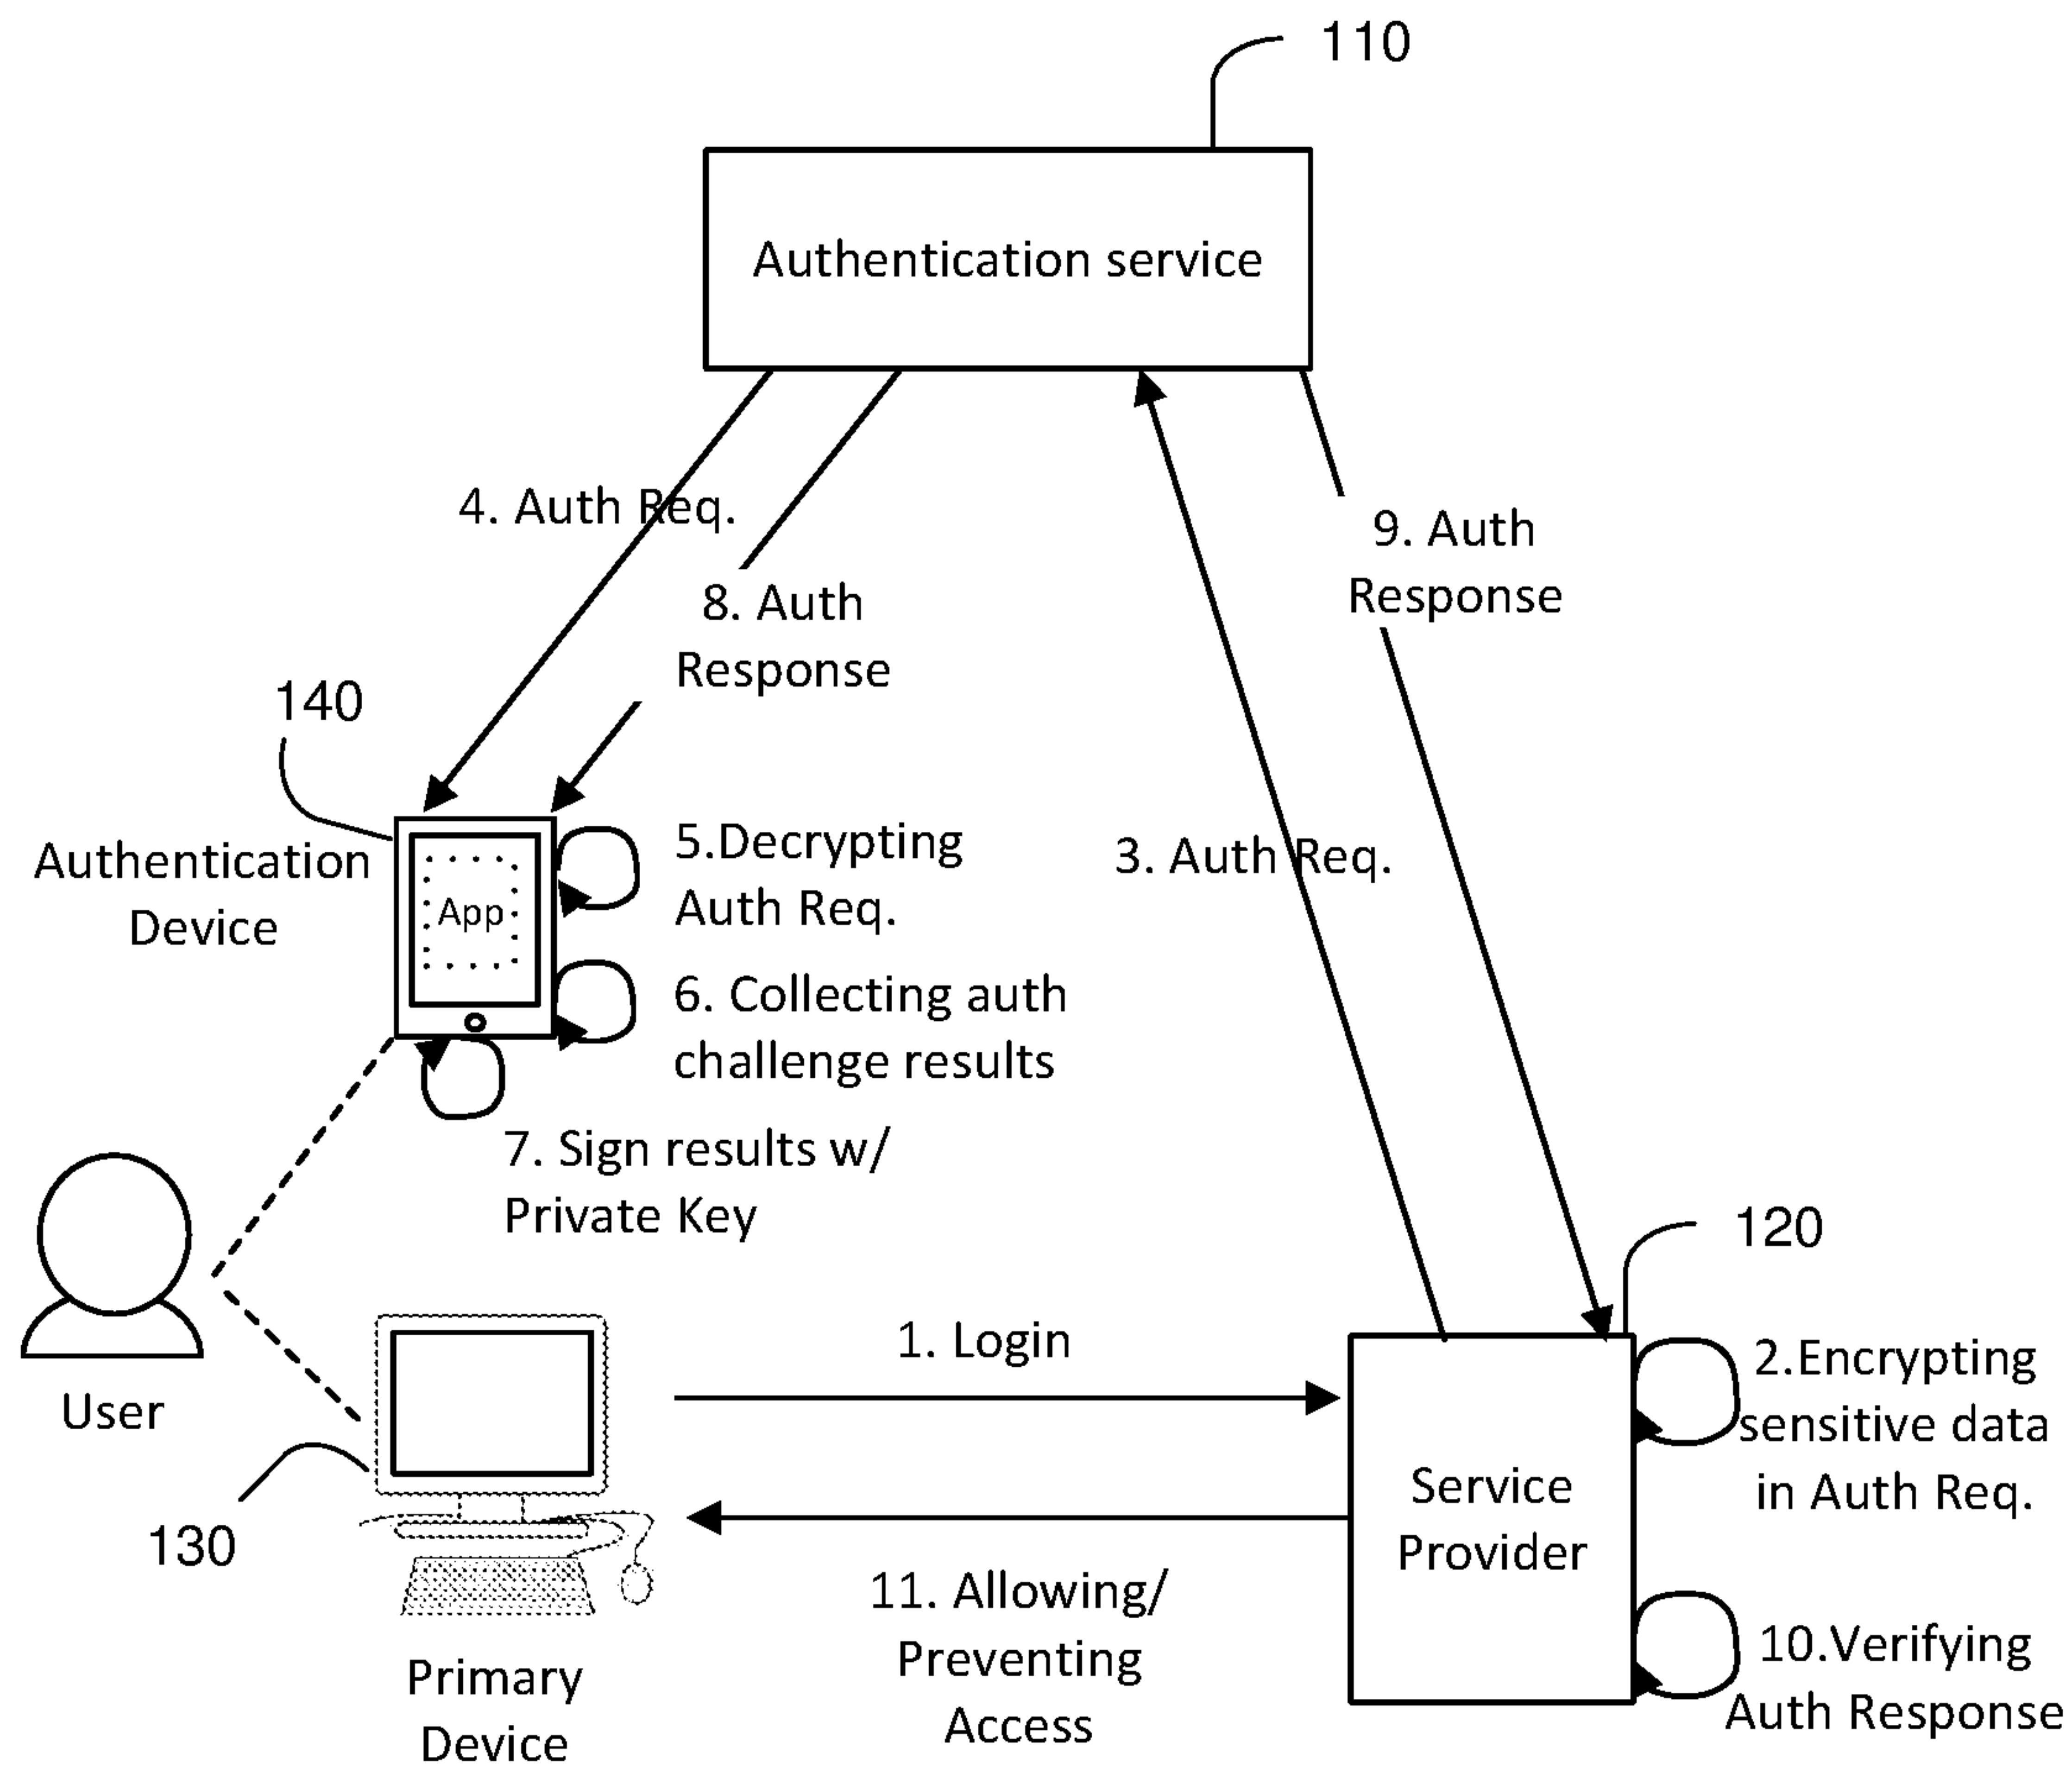 110
Authentication service
4. Auth Req.
9. Auth
Response
8. Auth
Response
140
3. Auth Req.
Authentication
Device
App
5.Decrypting
Auth Req.
6. Collecting auth
challenge results
7. Sign results w/
Private Key
120
User
1. Login
2.Encrypting
sensitive data
in Auth Req.
Service
Provider
130
11. Allowing/
Preventing
Access
10.Verifying
Auth Response
Primary
Device